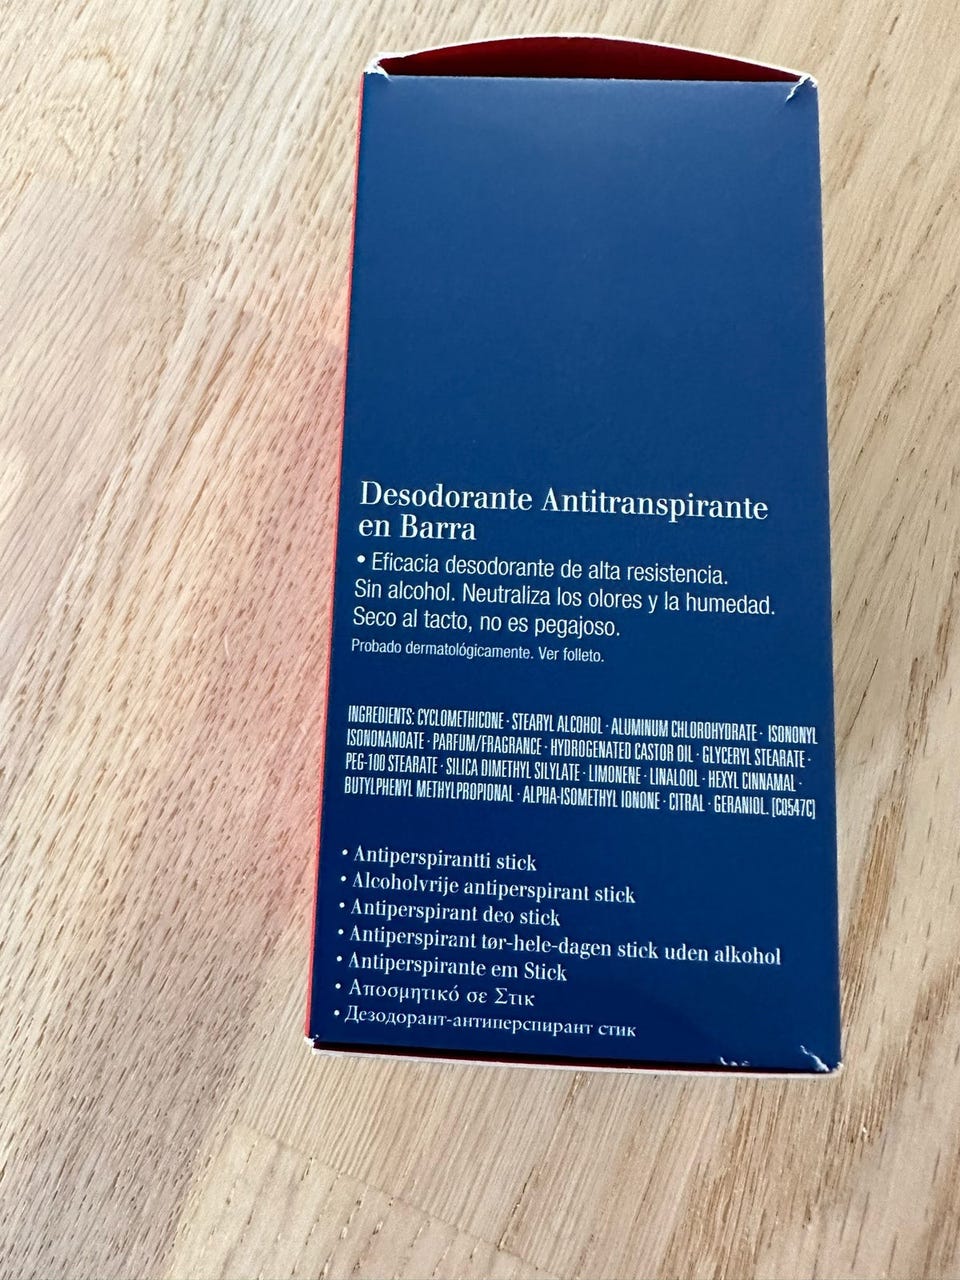 Desodorante Antitranspirante
en Barra
• Eficacia desodorante de alta resistencia.
Sin alcohol. Neutraliza los olores y la humedad.
Seco al tacto, no es pegajoso.
Probado dermatológicamente. Ver folleto.
INGREDIENTS: CYCLOMETHICONE · STEARYL ALCOHOL · ALUMINUM CHLOROHYDRATE · ISONONYL
ISONONANOATE · PARFUM/FRAGRANCE · HYDROGENATED CASTOR OIL · GLYCERYL STEARATE ·
PEG-100 STEARATE · SILICA DIMETHYL SILYLATE · LIMONENE · LINALOOL · HEXYL CINNAMAL ·
BUTYLPHENYL METHYLPROPIONAL · ALPHA-ISOMETHYL IONONE · CITRAL · GERANIOL. [C0547C]
• Antiperspirantti stick
• Alcoholvrije antiperspirant stick
• Antiperspirant deo stick
• Antiperspirant tør-hele-dagen stick uden alkohol
• Antiperspirante em Stick
• Αποσμητικό σε Στικ
• Дезодорант-антиперспирант стик